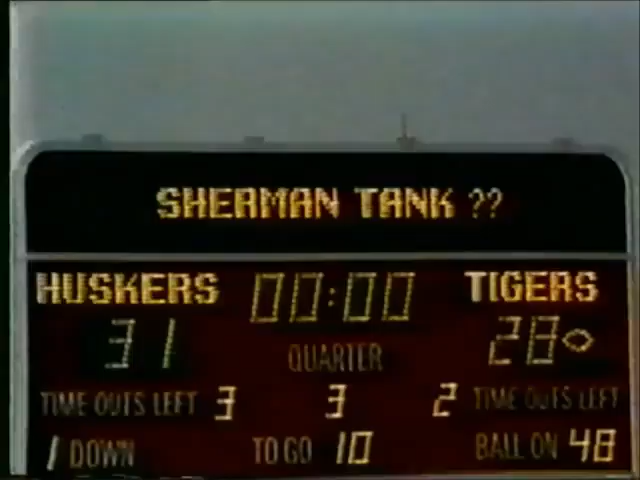 SHERMAN TANK ??
HUSKERS 00:00 TIGERS
31 QUARTER 28
TIME OUTS LEFT 3 3 2 TIME OUTS LEFT
1 DOWN TO GO 10 BALL ON 48